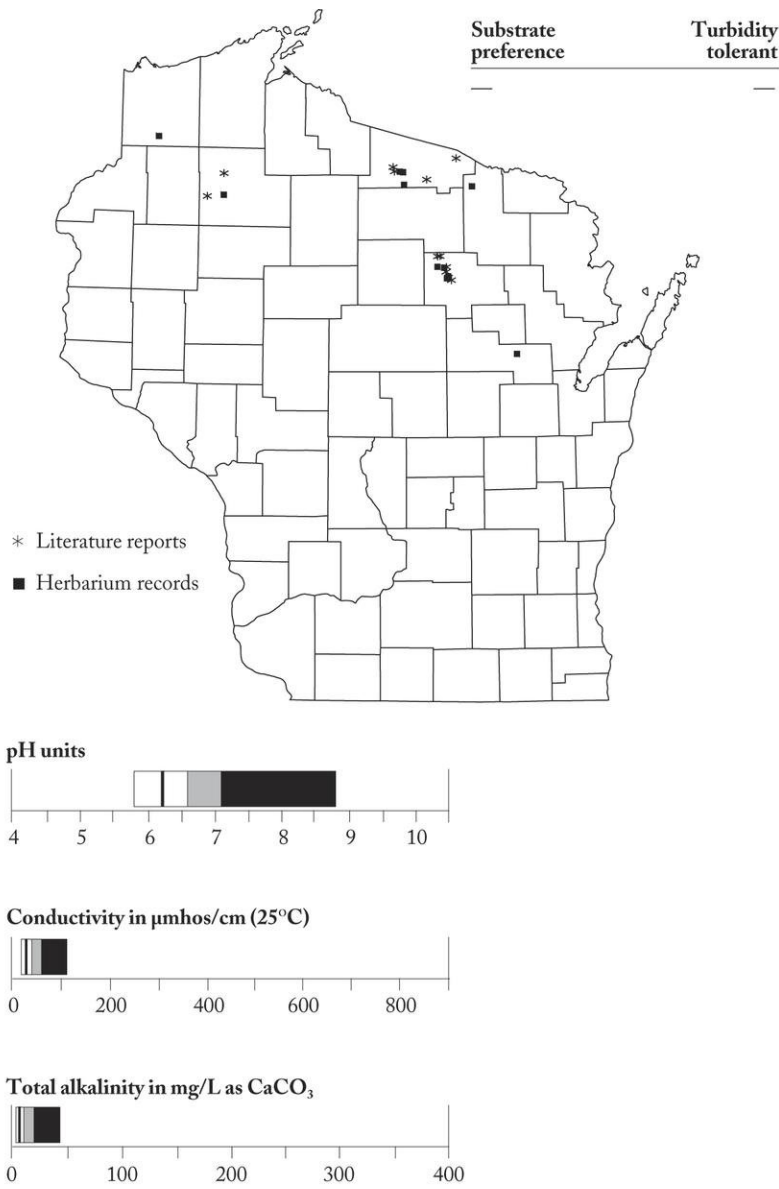 Substrate preference Turbidity tolerant
— —
* Literature reports
■ Herbarium records
pH units
4 5 6 7 8 9 10
Conductivity in µmhos/cm (25°C)
0 200 400 600 800
Total alkalinity in mg/L as CaCO₃
0 100 200 300 400